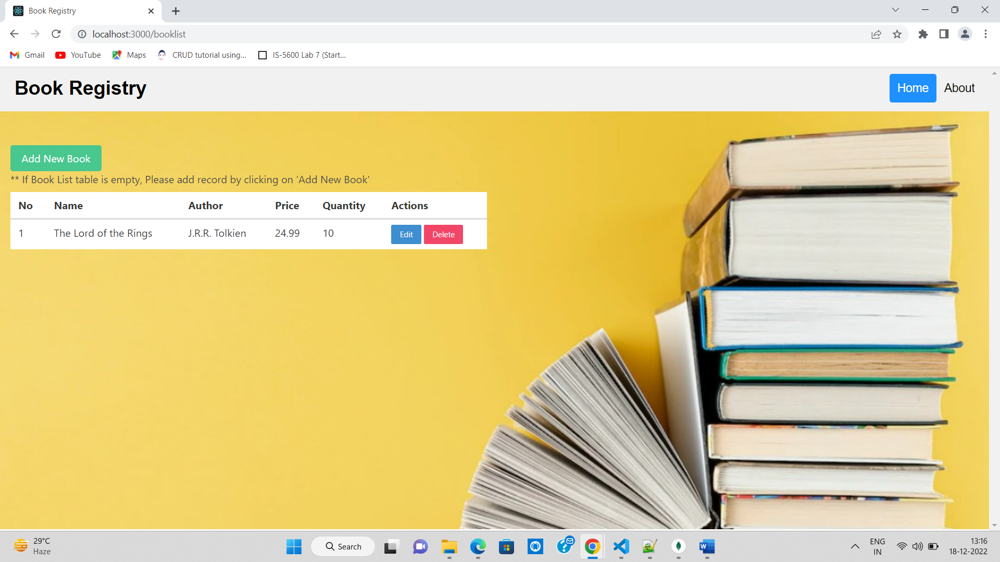 Book Registry
localhost:3000/booklist
Gmail YouTube Maps CRUD tutorial using... IS-5600 Lab 7 (Start...
Book Registry Home About
Add New Book
** If Book List table is empty, Please add record by clicking on 'Add New Book'
No Name Author Price Quantity Actions
1 The Lord of the Rings J.R.R. Tolkien 24.99 10 Edit Delete
29°C
Haze
Search
ENG
IN
13:16
18-12-2022